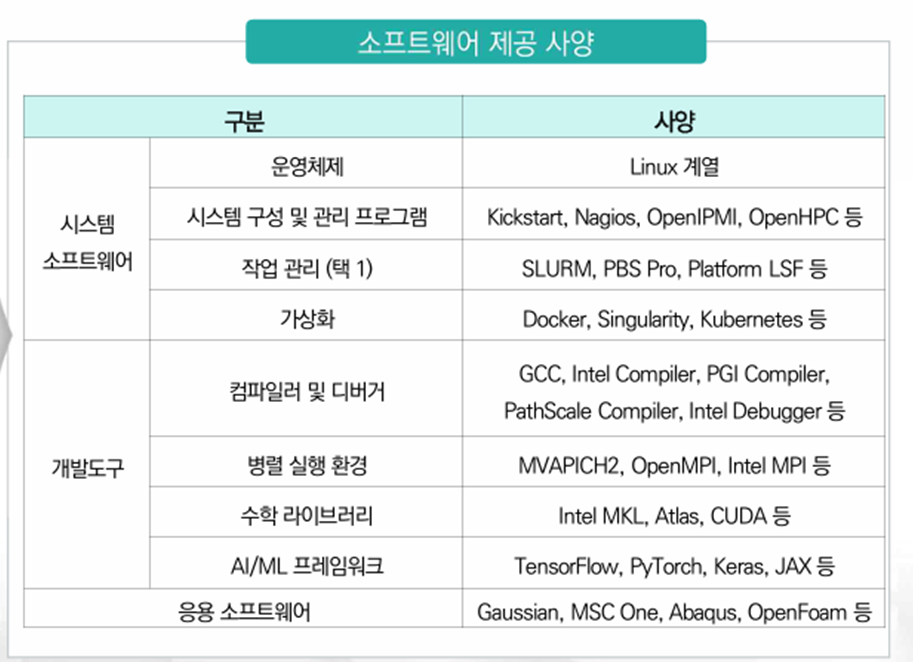 소프트웨어 제공 사양
구분 사양
시스템
소프트웨어
운영체제 Linux 계열
시스템 구성 및 관리 프로그램 Kickstart, Nagios, OpenIPMI, OpenHPC 등
작업 관리 (택 1) SLURM, PBS Pro, Platform LSF 등
가상화 Docker, Singularity, Kubernetes 등
개발도구
컴파일러 및 디버거
GCC, Intel Compiler, PGI Compiler,
PathScale Compiler, Intel Debugger 등
병렬 실행 환경 MVAPICH2, OpenMPI, Intel MPI 등
수학 라이브러리 Intel MKL, Atlas, CUDA 등
AI/ML 프레임워크 TensorFlow, PyTorch, Keras, JAX 등
응용 소프트웨어 Gaussian, MSC One, Abaqus, OpenFoam 등